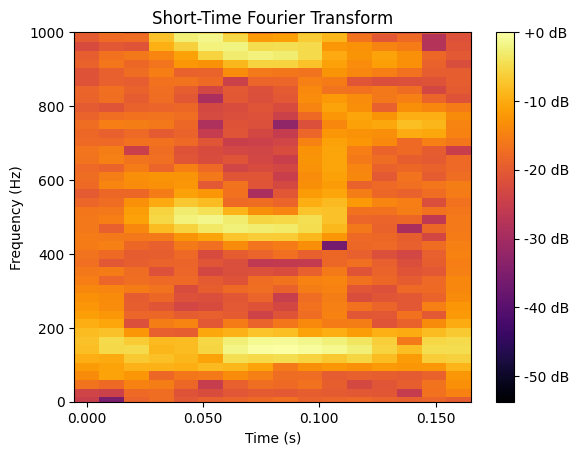 Short-Time Fourier Transform
Frequency (Hz)
1000
800
600
400
200
0
0.000
0.050
0.100
0.150
Time (s)
+0 dB
-10 dB
-20 dB
-30 dB
-40 dB
-50 dB